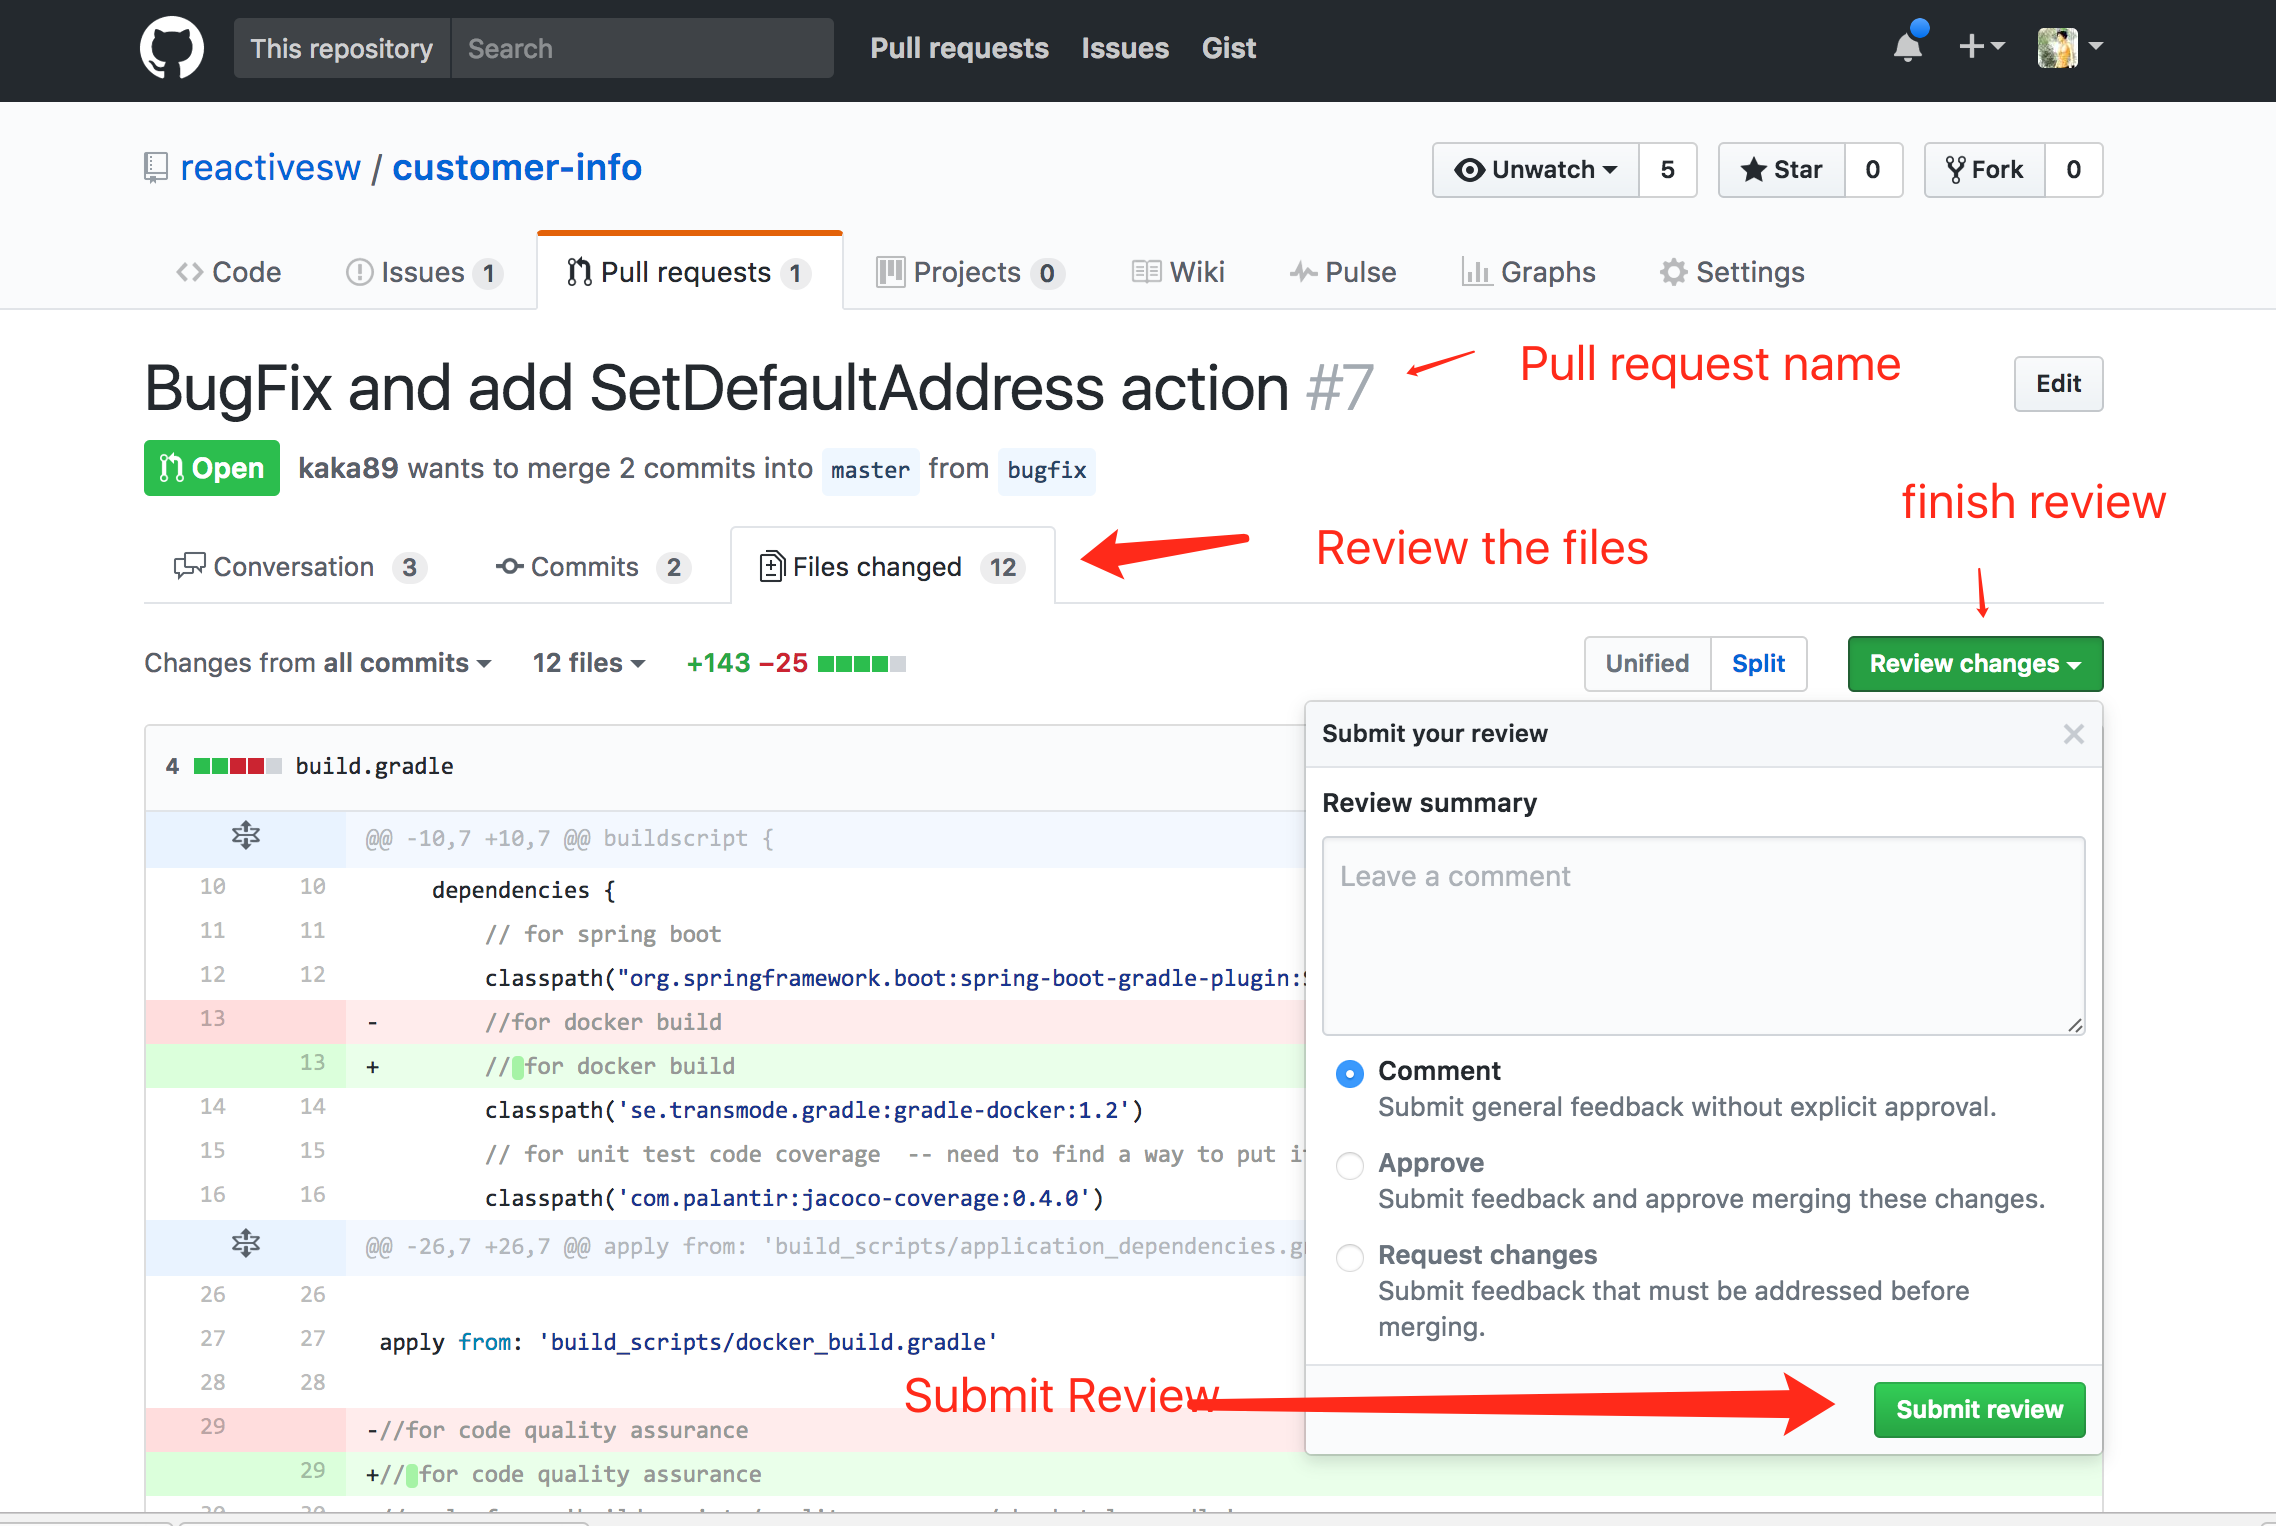 This repository Search Pull requests Issues Gist
reactivesw / customer-info Unwatch 5 Star 0 Fork 0
Code Issues 1 Pull requests 1 Projects 0 Wiki Pulse Graphs Settings
BugFix and add SetDefaultAddress action #7 Pull request name Edit
Open kaka89 wants to merge 2 commits into master from bugfix
finish review
Conversation 3 Commits 2 Files changed 12 Review the files
Changes from all commits 12 files +143 −25 Unified Split Review changes
Submit your review
4 build.gradle
Review summary
@@ -10,7 +10,7 @@ buildscript {
Leave a comment
10 10 dependencies {
11 11 // for spring boot
12 12 classpath("org.springframework.boot:spring-boot-gradle-plugin:
13 - //for docker build
13 + // for docker build
Comment
Submit general feedback without explicit approval.
14 14 classpath('se.transmode.gradle:gradle-docker:1.2')
15 15 // for unit test code coverage -- need to find a way to put
Approve
Submit feedback and approve merging these changes.
16 16 classpath('com.palantir:jacoco-coverage:0.4.0')
@@ -26,7 +26,7 @@ apply from: 'build_scripts/application_dependencies.g
Request changes
Submit feedback that must be addressed before
merging.
26 26
27 27 apply from: 'build_scripts/docker_build.gradle'
28 28
Submit Review Submit review
29 -//for code quality assurance
29 +// for code quality assurance